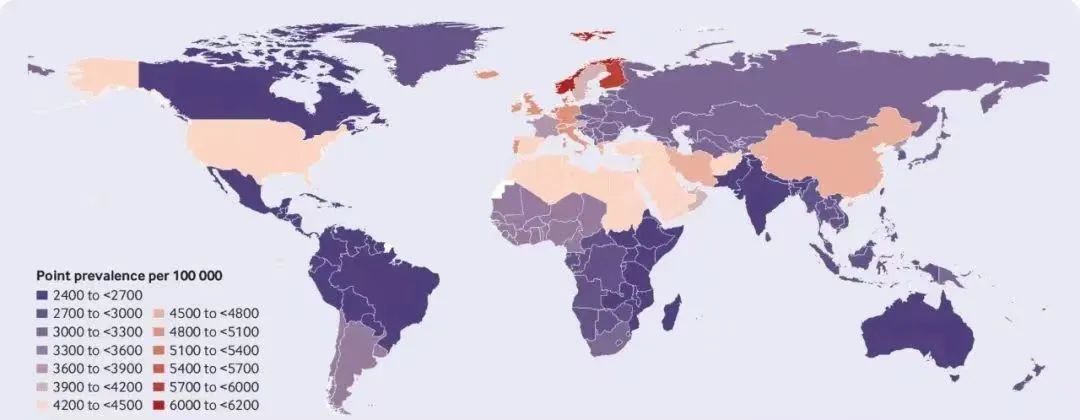 Point prevalence per 100 000
2400 to <2700
2700 to <3000
3000 to <3300
3300 to <3600
3600 to <3900
3900 to <4200
4200 to <4500
4500 to <4800
4800 to <5100
5100 to <5400
5400 to <5700
5700 to <6000
6000 to <6200